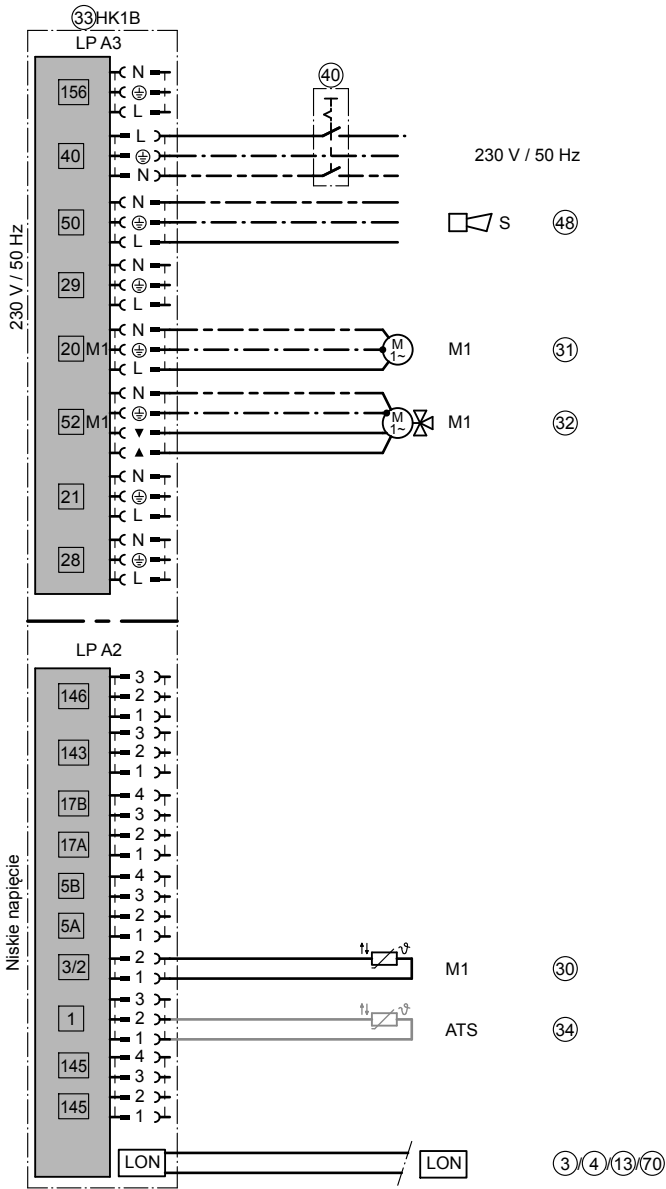 33 HK1B
LP A3
230 V / 50 Hz
156
N
L
40
L
N
40
230 V / 50 Hz
50
N
L
S 48
29
N
L
20 M1
N
L
M 1~
M1 31
52 M1
N
▼
▲
M 1~
M1 32
21
N
L
28
N
L
LP A2
Niskie napięcie
146
3
2
1
143
3
2
1
17B
4
3
17A
2
1
5B
4
3
5A
2
1
3/2
2
1
ϑ
M1 30
1
3
2
1
ϑ
ATS 34
145
4
3
145
2
1
LON
LON
3/4/13/70